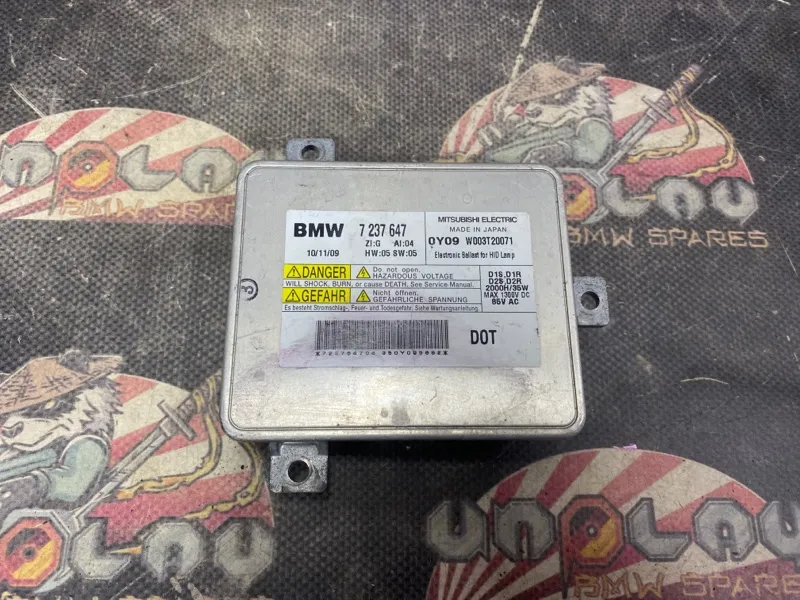 BMW 7 237 647
ZI:G AI:04
10/11/09 HW:05 SW:05
MITSUBISHI ELECTRIC
MADE IN JAPAN
0Y09 W003T20071
Electronic Ballast for HID Lamp
DANGER
Do not open.
HAZARDOUS VOLTAGE
WILL SHOCK, BURN, or cause DEATH. See Service Manual.
GEFAHR
Nicht öffnen.
GEFÄHRLICHE SPANNUNG
Es besteht Stromschlag-, Feuer- und Todesgefahr. Siehe Wartungsanleitung.
D1S,D1R
D2S,D2R
2000H/35W
MAX 1300V DC
85V AC
DOT
UNPLAU
BMW SPARES
UNPLAU
BMW SPARES